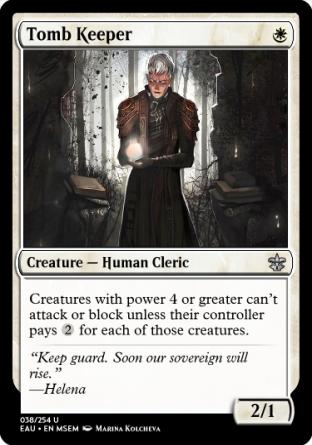 Tomb Keeper
Creature — Human Cleric
Creatures with power 4 or greater can't
attack or block unless their controller
pays 2 for each of those creatures.
"Keep guard. Soon our sovereign will
rise."
—Helena
2/1
038/254 U
EAU • EN MSEM Marina Kolcheva